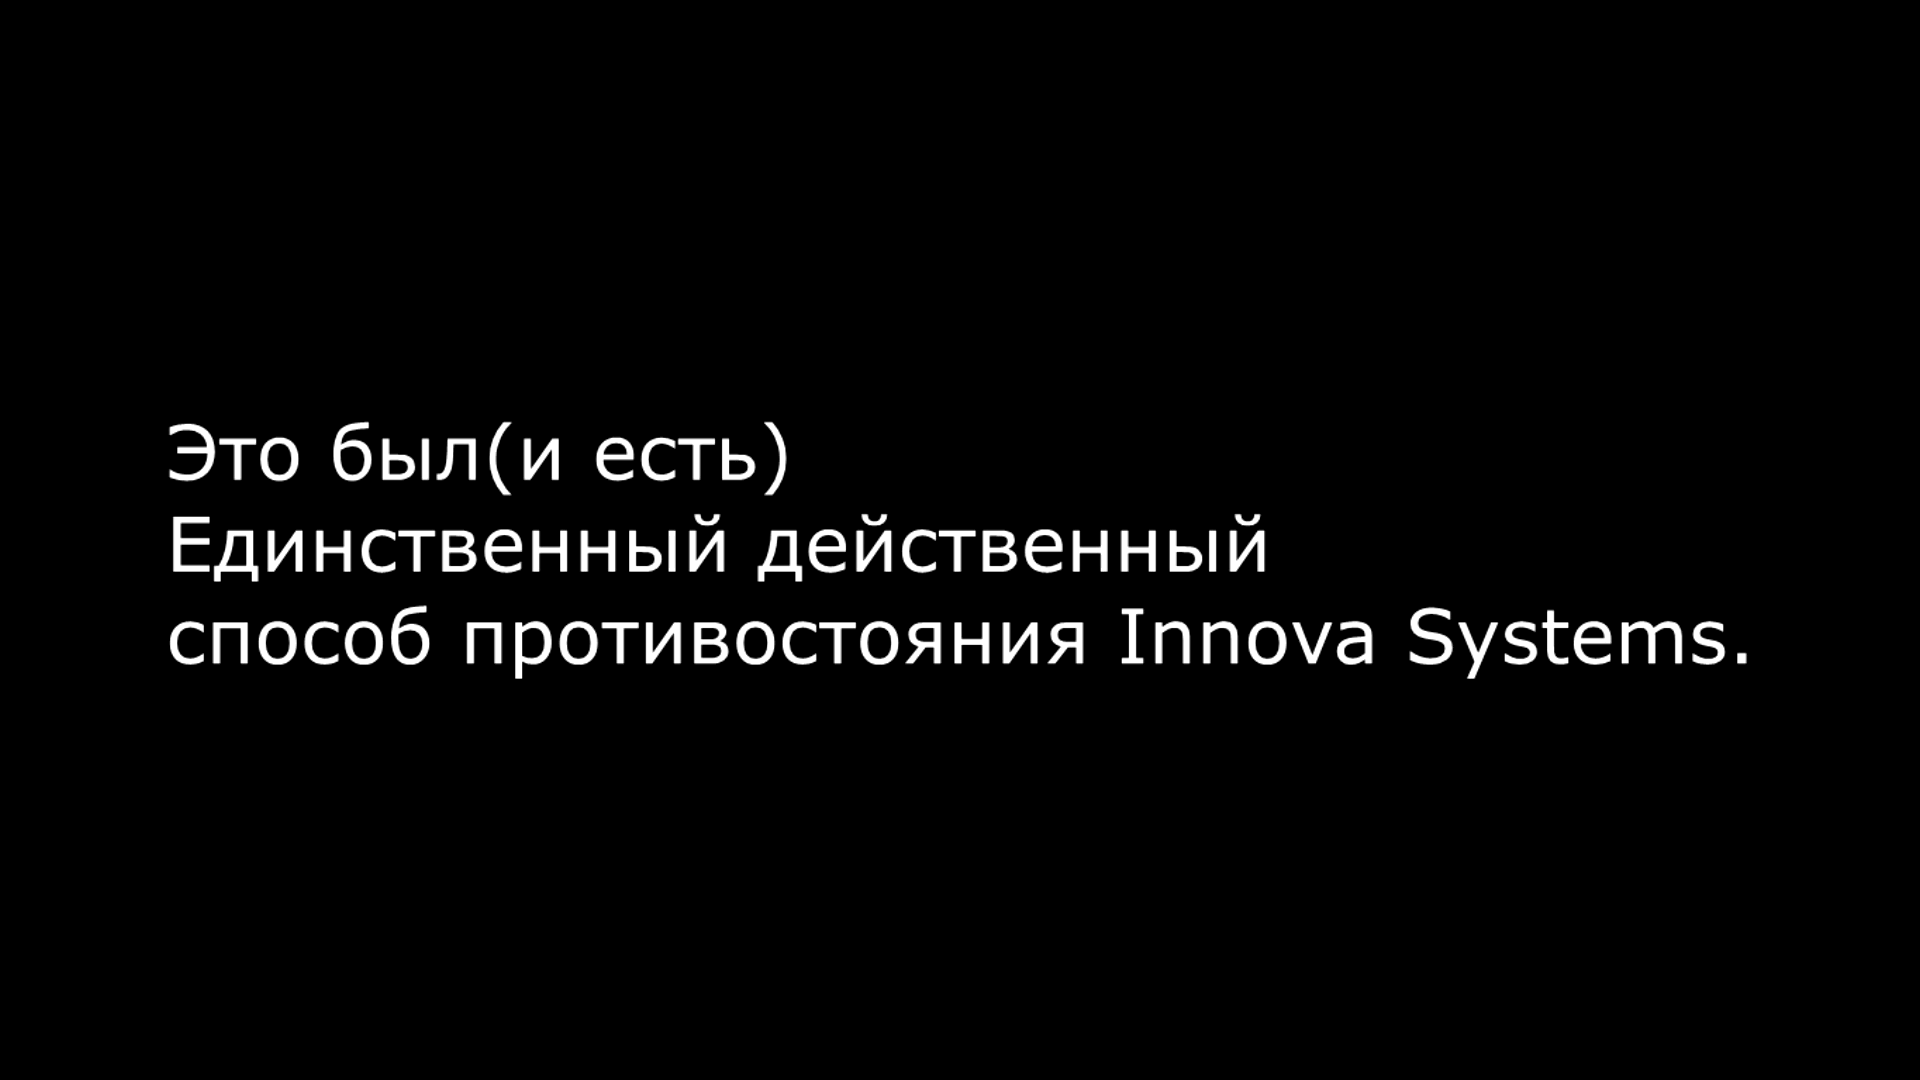 Это был(и есть)
Единственный действенный
способ противостояния Innova Systems.